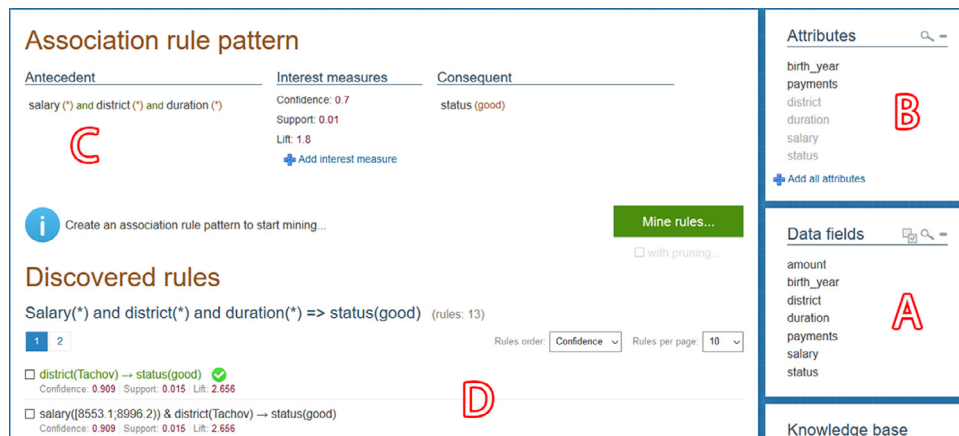 Association rule pattern
Antecedent
salary (*) and district (*) and duration (*)
C
Interest measures
Confidence: 0.7
Support: 0.01
Lift: 1.8
Add interest measure
Consequent
status (good)
i
Create an association rule pattern to start mining...
Mine rules...
with pruning...
Discovered rules
Salary(*) and district(*) and duration(*) => status(good) (rules: 13)
1 2
Rules order: Confidence Rules per page: 10
district(Tachov) → status(good)
Confidence: 0.909 Support: 0.015 Lift: 2.656
salary([8553.1;8996.2)) & district(Tachov) → status(good)
Confidence: 0.909 Support: 0.015 Lift: 2.656
D
Attributes
birth_year
payments
district
duration
salary
status
B
Add all attributes
Data fields
amount
birth_year
district
duration
payments
salary
status
A
Knowledge base